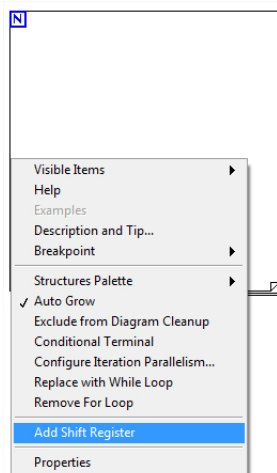 N
Visible Items
Help
Examples
Description and Tip...
Breakpoint
Structures Palette
Auto Grow
Exclude from Diagram Cleanup
Conditional Terminal
Configure Iteration Parallelism...
Replace with While Loop
Remove For Loop
Add Shift Register
Properties